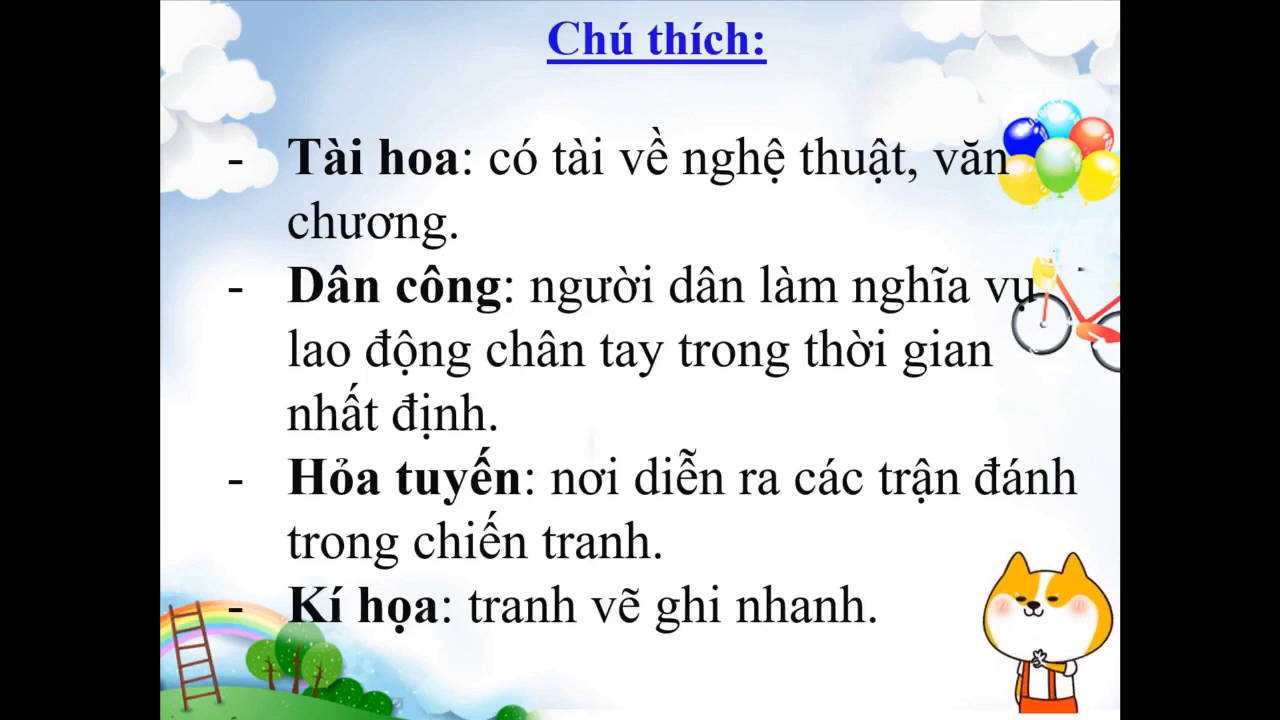 Chú thích:
- Tài hoa: có tài về nghệ thuật, văn
chương.
- Dân công: người dân làm nghĩa vụ
lao động chân tay trong thời gian
nhất định.
- Hỏa tuyến: nơi diễn ra các trận đánh
trong chiến tranh.
- Kí họa: tranh vẽ ghi nhanh.